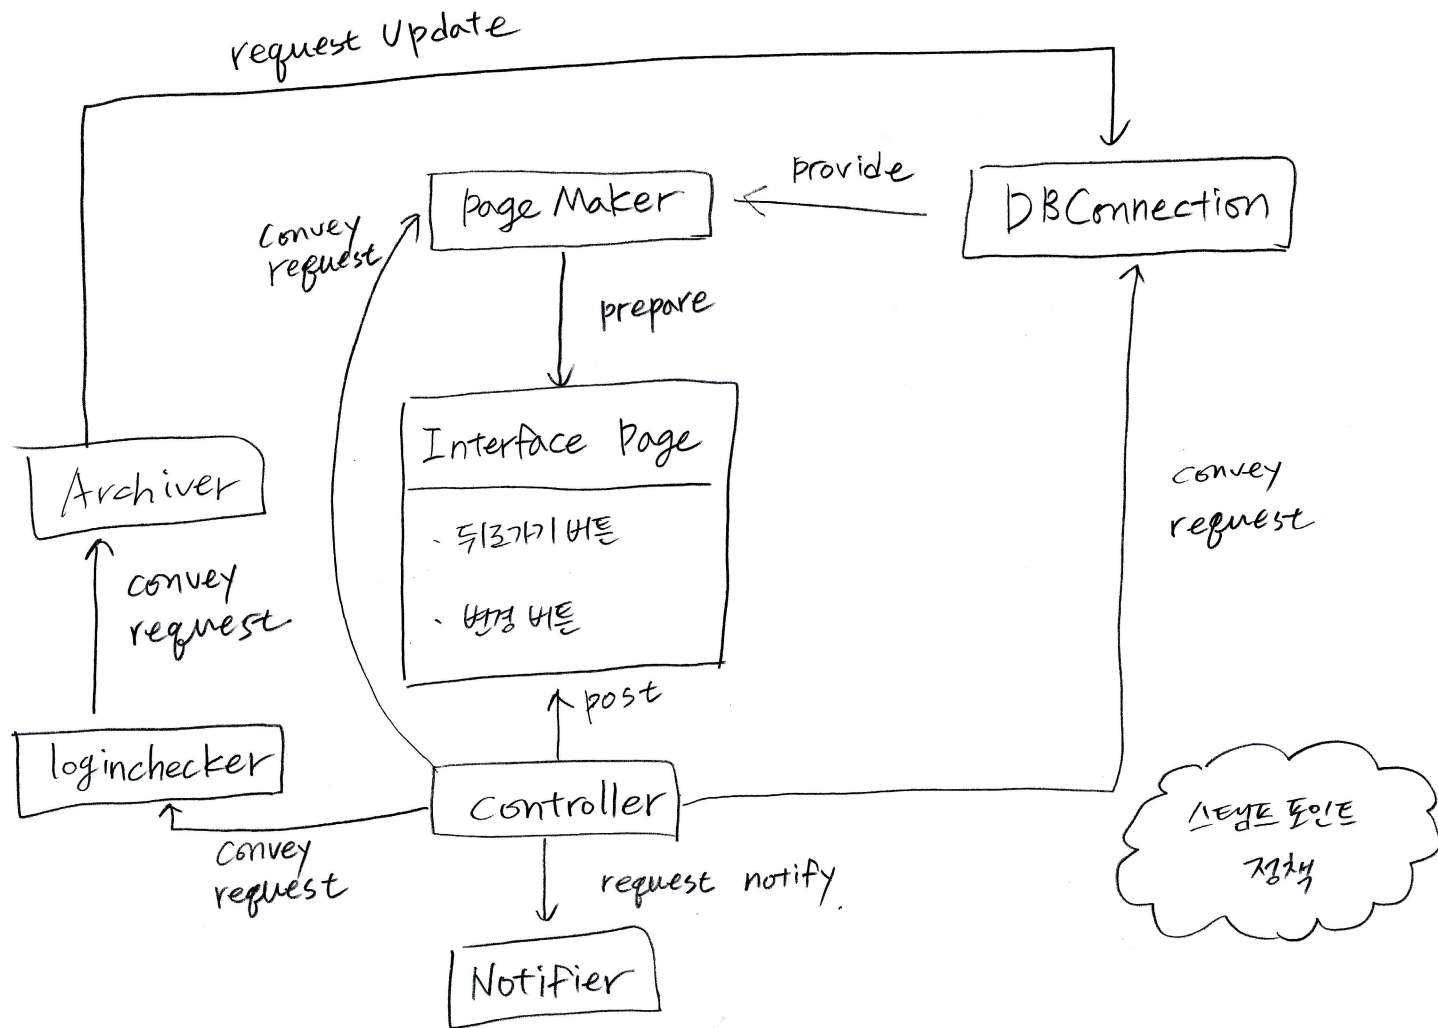 request Update
provide
Page Maker
DBConnection
convey
request
prepare
Interface Page
· 뒤로가기 버튼
· 변경 버튼
Archiver
convey
request
convey
request
post
loginchecker
controller
convey
request
request notify.
Notifier
스탬프 포인트
정책